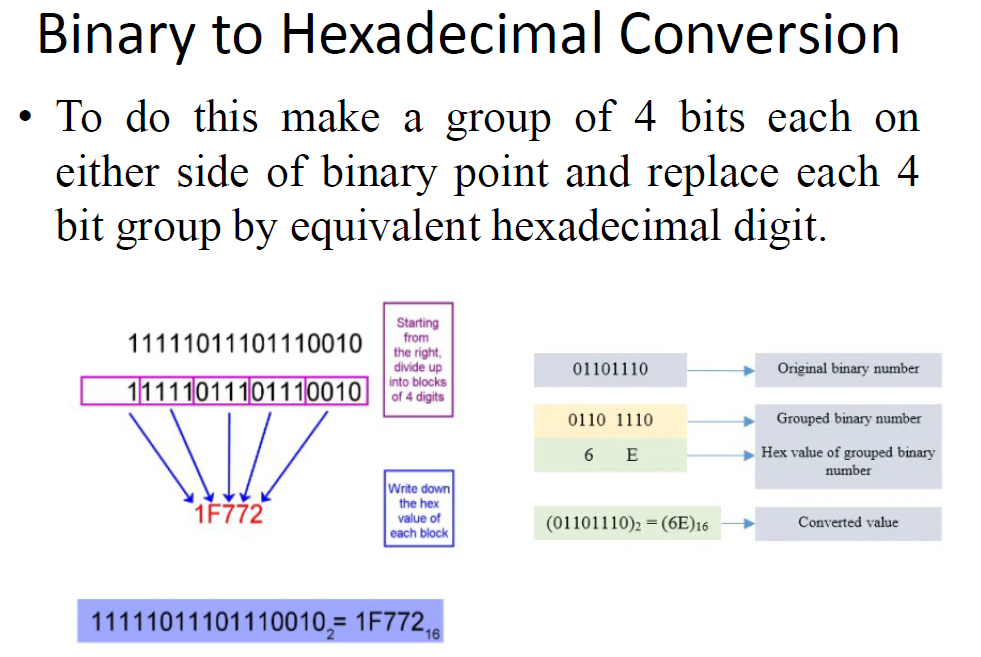 Binary to Hexadecimal Conversion
• To do this make a group of 4 bits each on
either side of binary point and replace each 4
bit group by equivalent hexadecimal digit.
11111011101110010
1 1111 0111 0111 0010
Starting
from
the right,
divide up
into blocks
of 4 digits
1F772
Write down
the hex
value of
each block
11111011101110010₂= 1F772₁₆
01101110
Original binary number
0110 1110
Grouped binary number
6 E
Hex value of grouped binary
number
(01101110)₂ = (6E)₁₆
Converted value